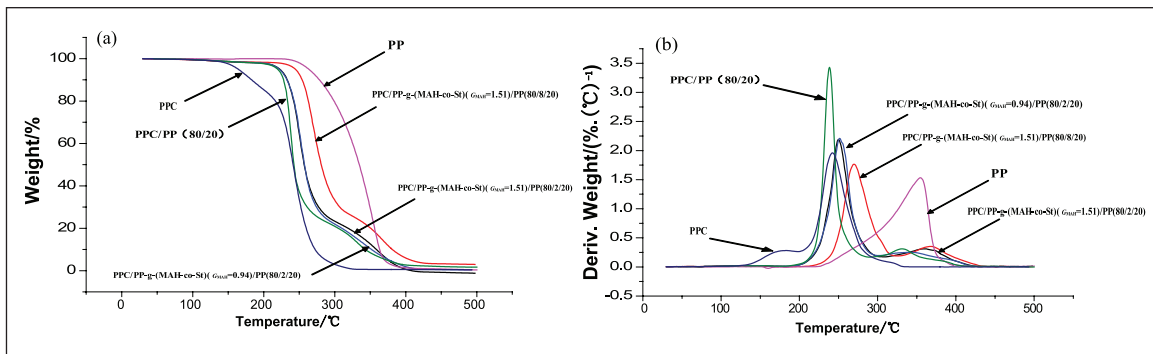 (a)
100
80
60
40
20
0
Weight/%
0
100
200
300
400
500
Temperature/℃
PP
PPC
PPC/PP-g-(MAH-co-St)( GMAH=1.51)/PP(80/8/20)
PPC/PP（80/20）
PPC/PP-g-(MAH-co-St)( GMAH=1.51)/PP(80/2/20)
PPC/PP-g-(MAH-co-St)( GMAH=0.94)/PP(80/2/20)
(b)
3.5
3.0
2.5
2.0
1.5
1.0
0.5
0.0
-0.5
Deriv. Weight/(%. (℃)⁻¹)
100
200
300
400
500
Temperature/℃
PPC/PP（80/20）
PPC/PP-g-(MAH-co-St)( GMAH=0.94)/PP(80/2/20)
PPC/PP-g-(MAH-co-St)( GMAH=1.51)/PP(80/8/20)
PP
PPC/PP-g-(MAH-co-St)( GMAH=1.51)/PP(80/2/20)
PPC